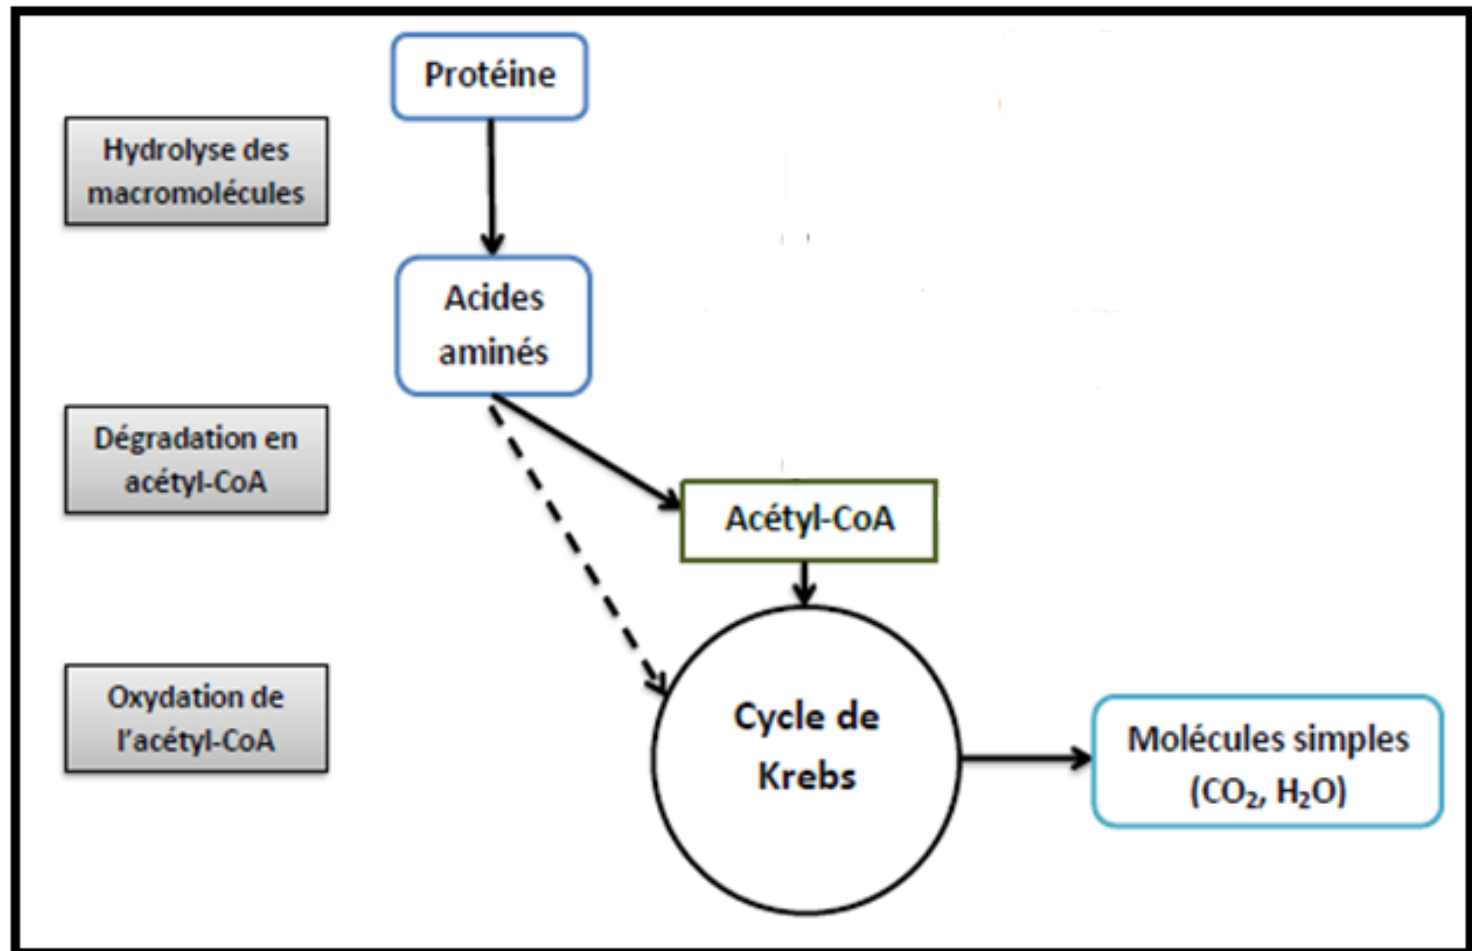 Protéine
Hydrolyse des
macromolécules
Acides
aminés
Dégradation en
acétyl-CoA
Acétyl-CoA
Oxydation de
l'acétyl-CoA
Cycle de
Krebs
Molécules simples
(CO₂, H₂O)